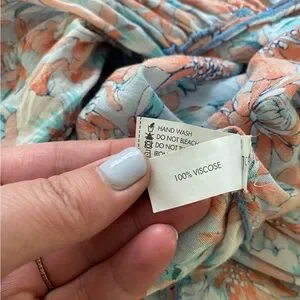 HAND WASH
DO NOT BLEACH
DO NOT
100% VISCOSE